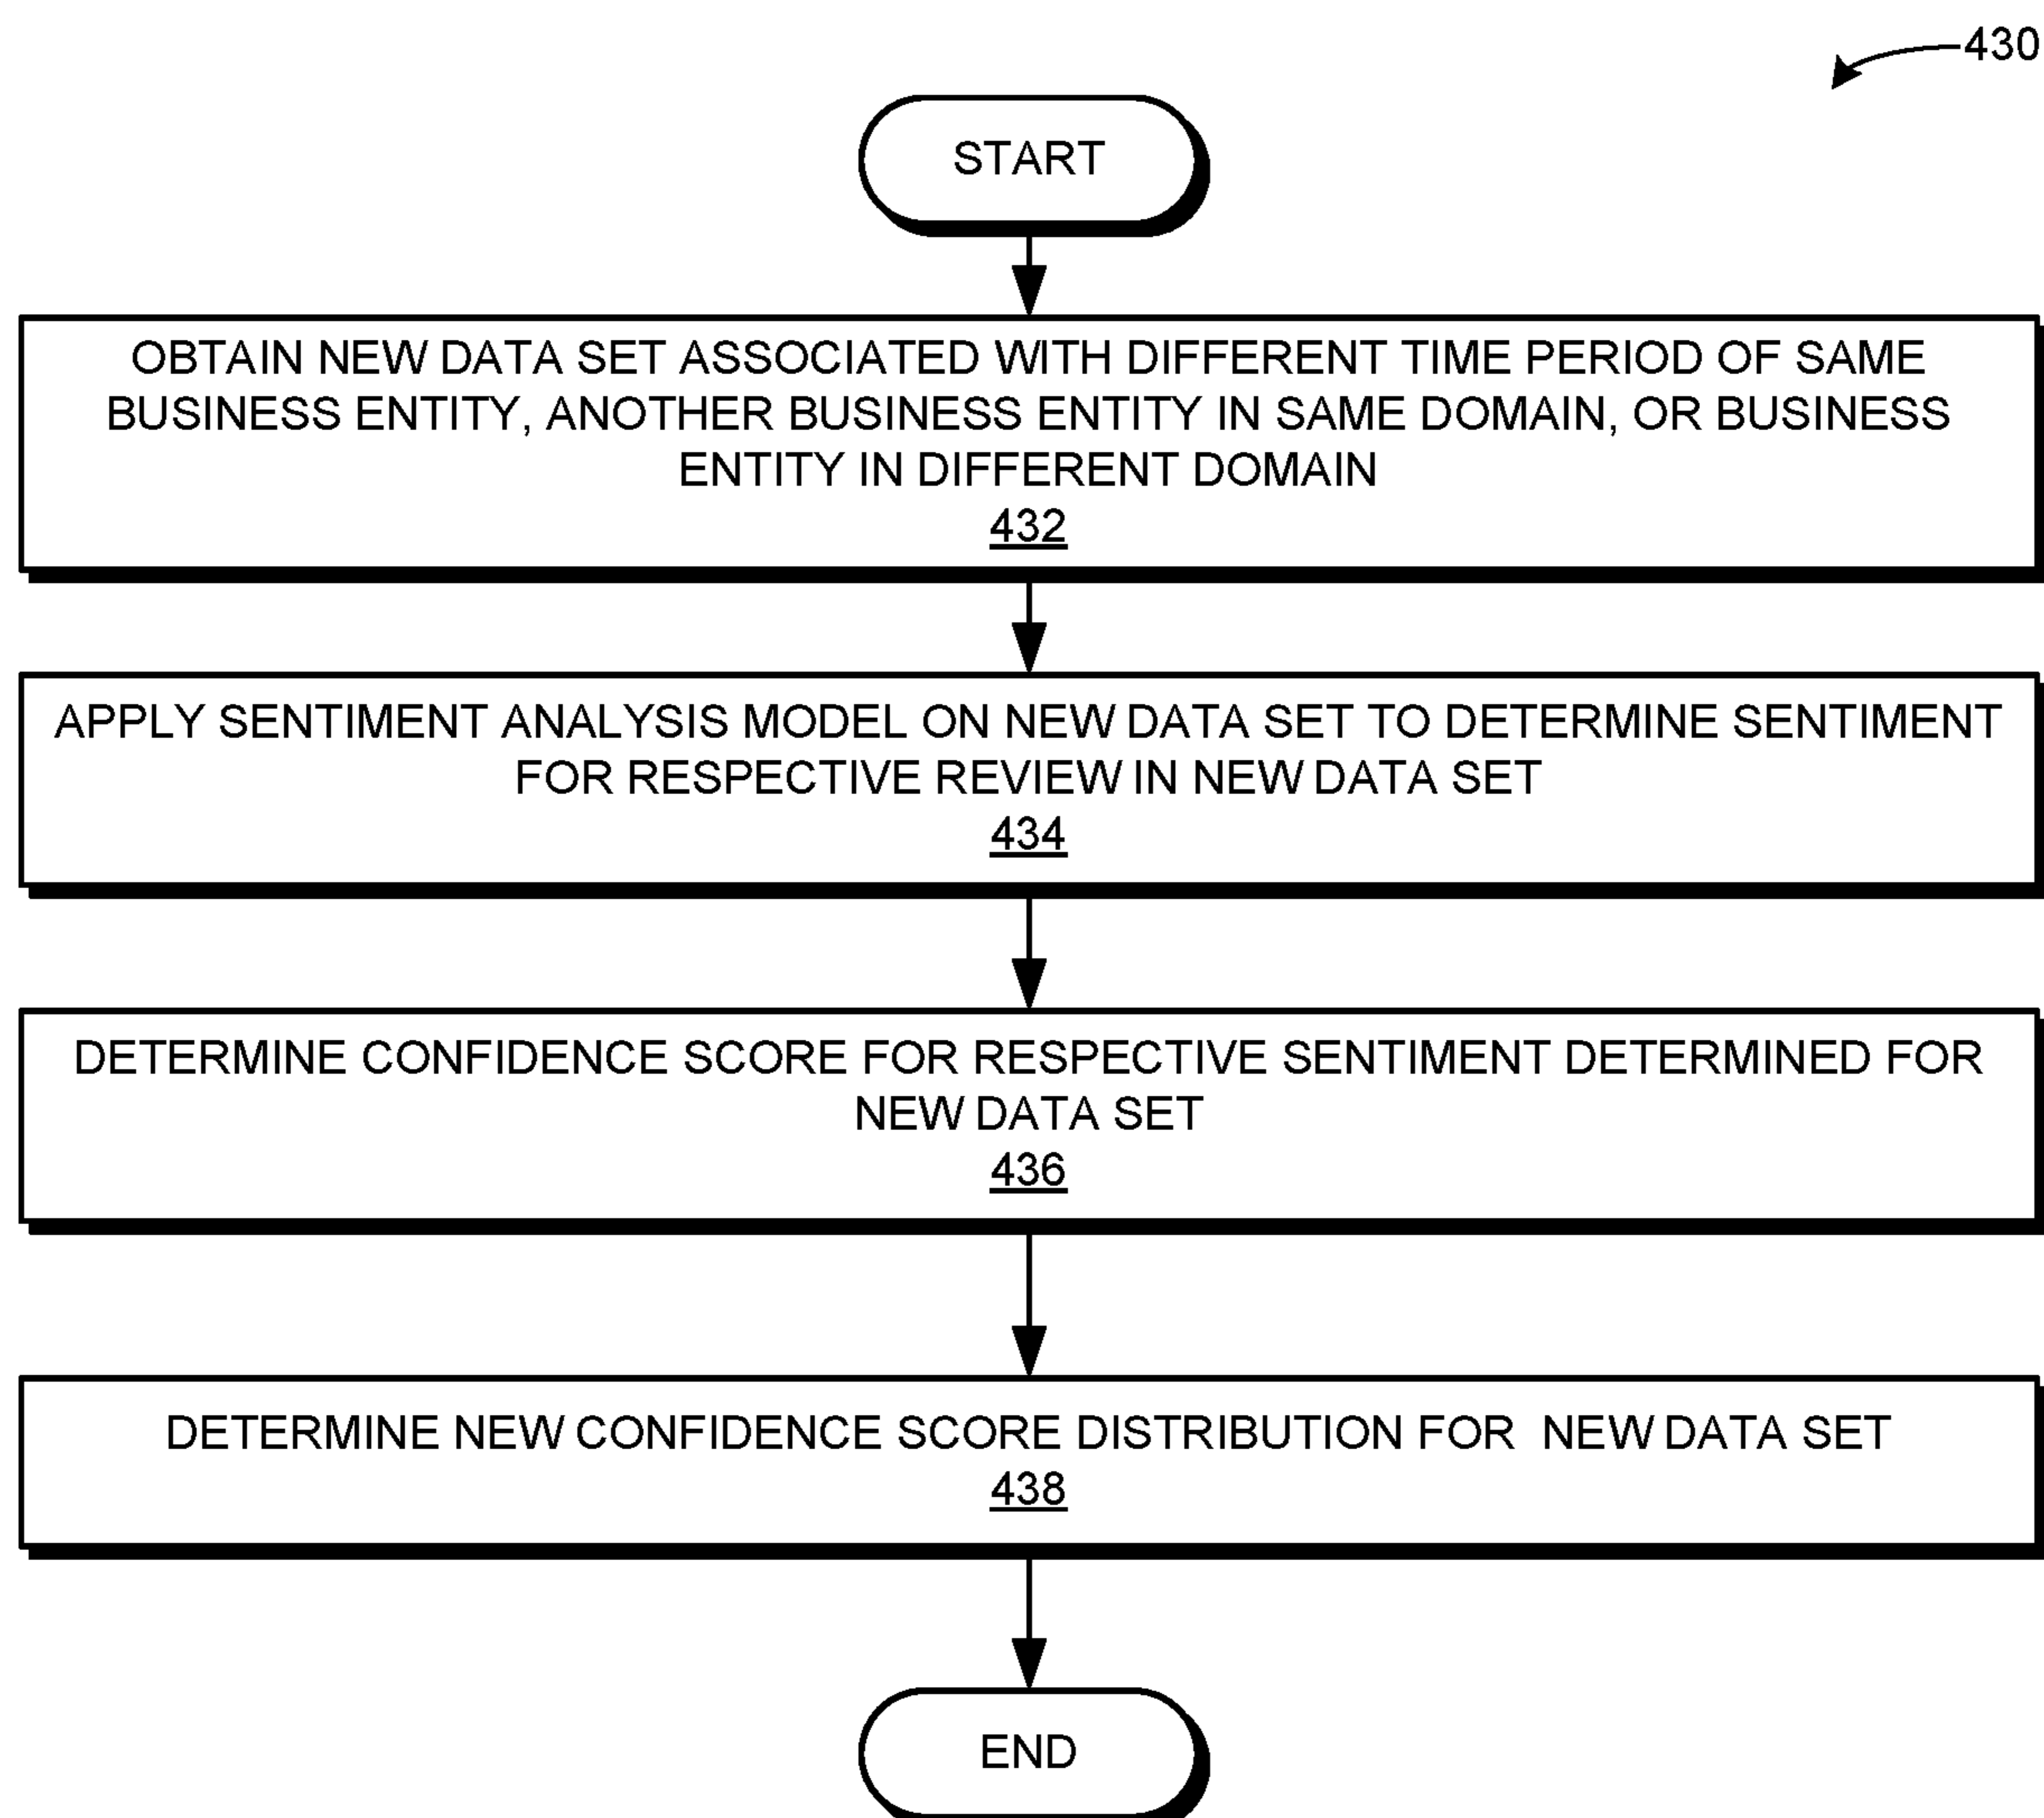 430
START
OBTAIN NEW DATA SET ASSOCIATED WITH DIFFERENT TIME PERIOD OF SAME
BUSINESS ENTITY, ANOTHER BUSINESS ENTITY IN SAME DOMAIN, OR BUSINESS
ENTITY IN DIFFERENT DOMAIN
432
APPLY SENTIMENT ANALYSIS MODEL ON NEW DATA SET TO DETERMINE SENTIMENT
FOR RESPECTIVE REVIEW IN NEW DATA SET
434
DETERMINE CONFIDENCE SCORE FOR RESPECTIVE SENTIMENT DETERMINED FOR
NEW DATA SET
436
DETERMINE NEW CONFIDENCE SCORE DISTRIBUTION FOR NEW DATA SET
438
END